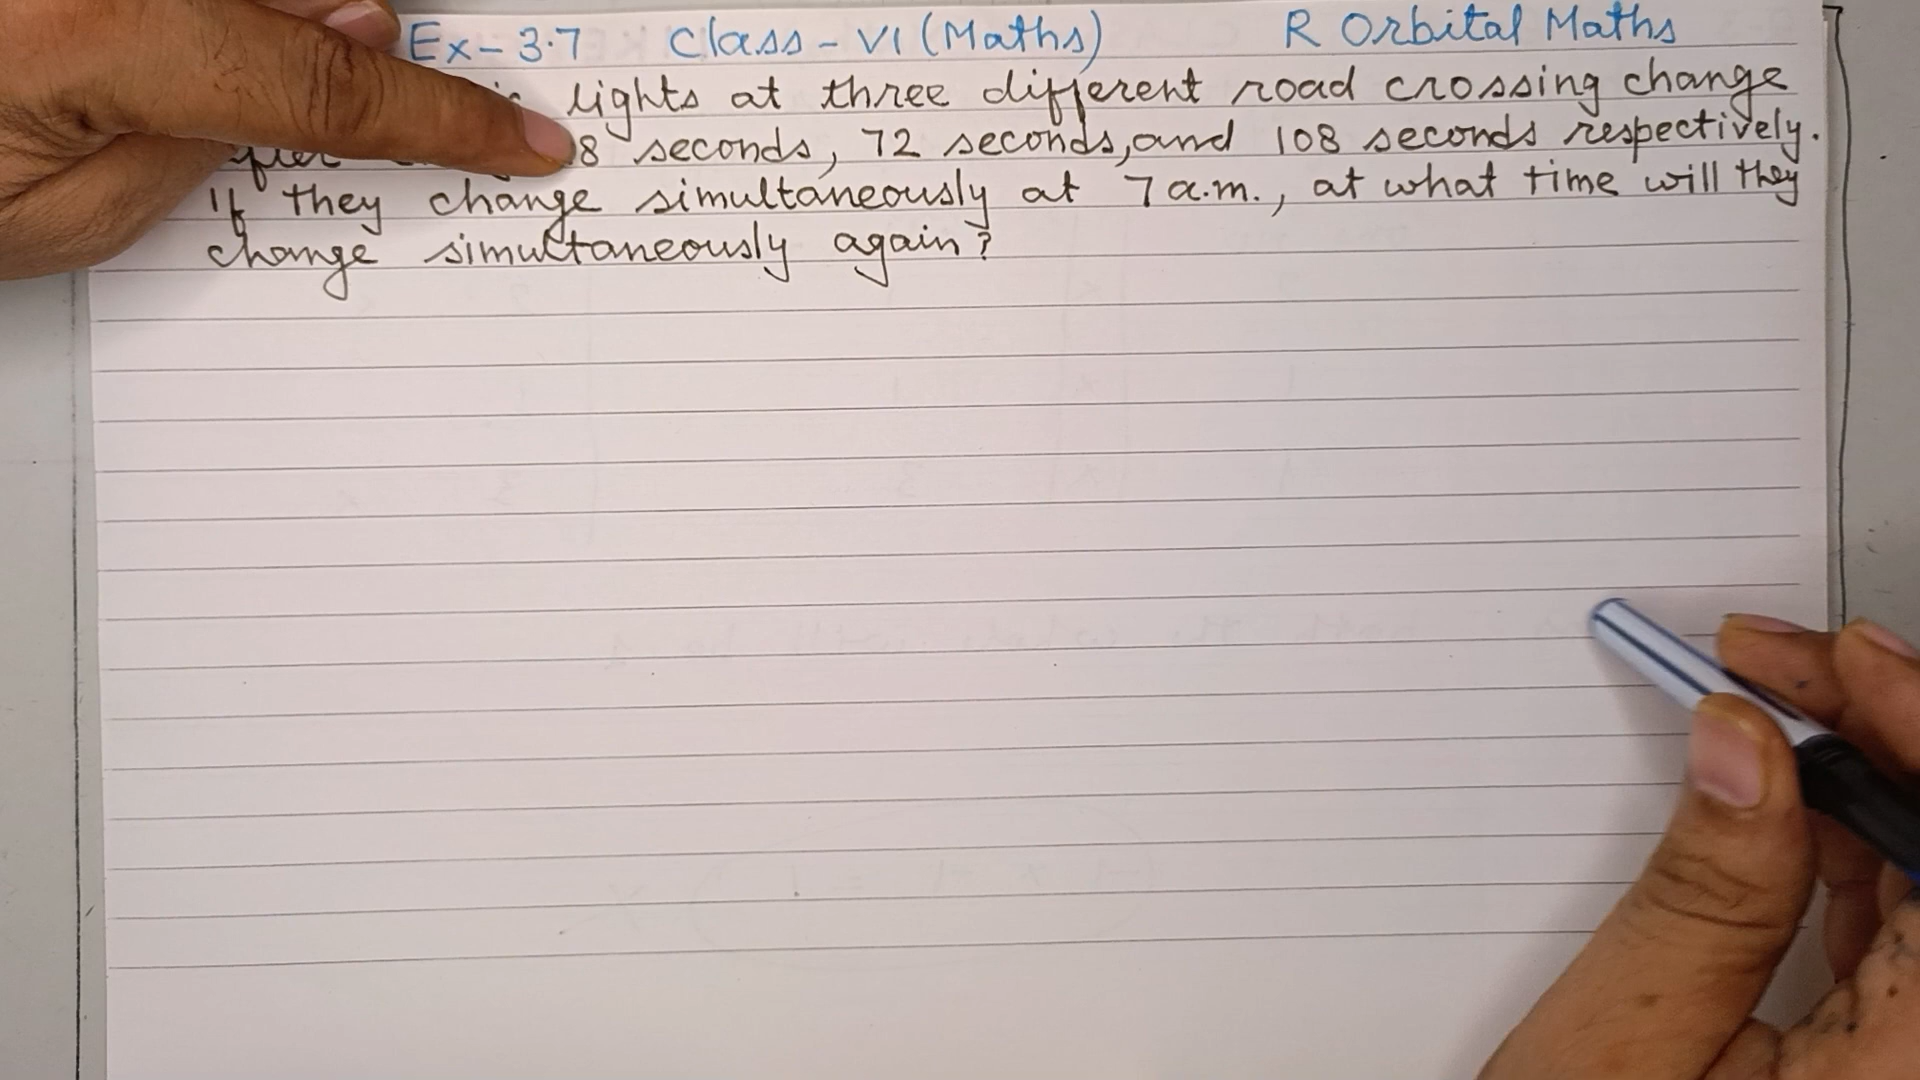 Ex-3.7 Class-VI (Maths) R Orbital Maths
lights at three different road crossing change
8 seconds, 72 seconds, and 108 seconds respectively.
If they change simultaneously at 7 a.m., at what time will they
change simultaneously again?